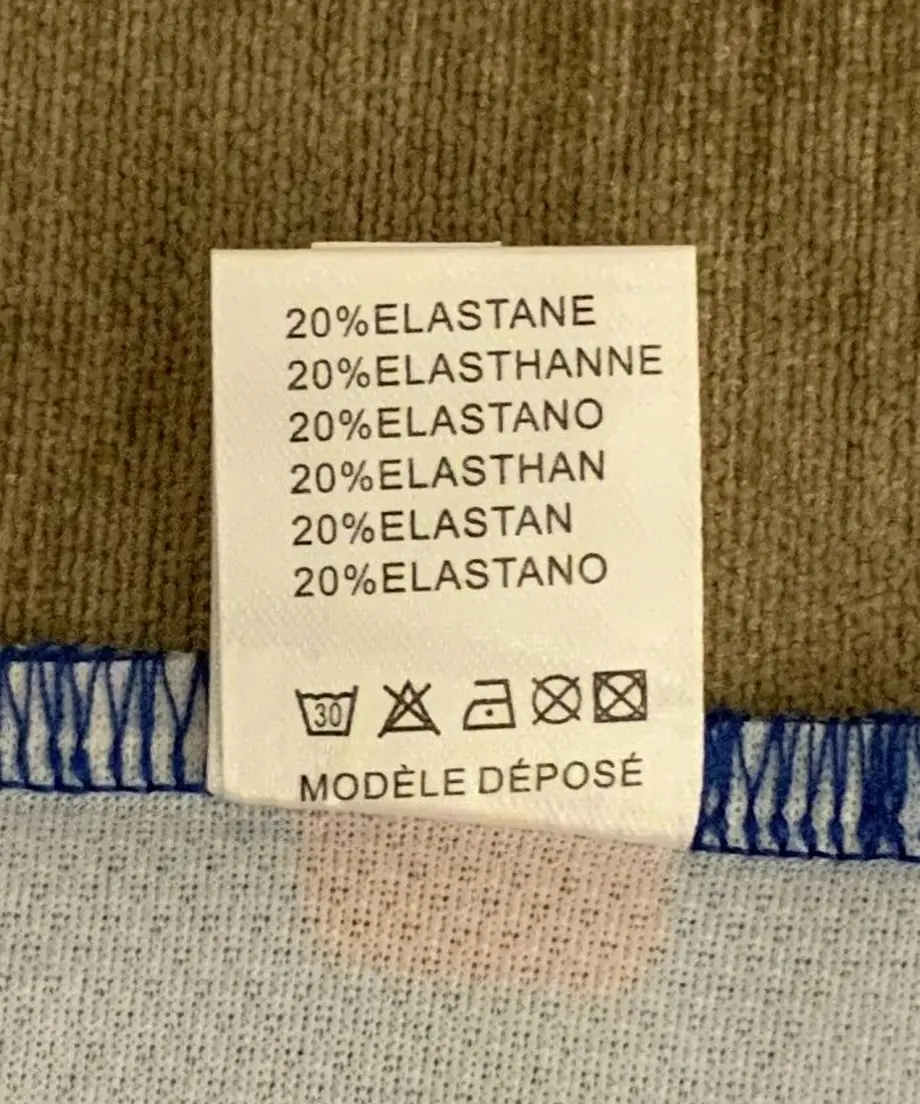 20%ELASTANE
20%ELASTHANNE
20%ELASTANO
20%ELASTHAN
20%ELASTAN
20%ELASTANO
30
MODÈLE DÉPOSÉ